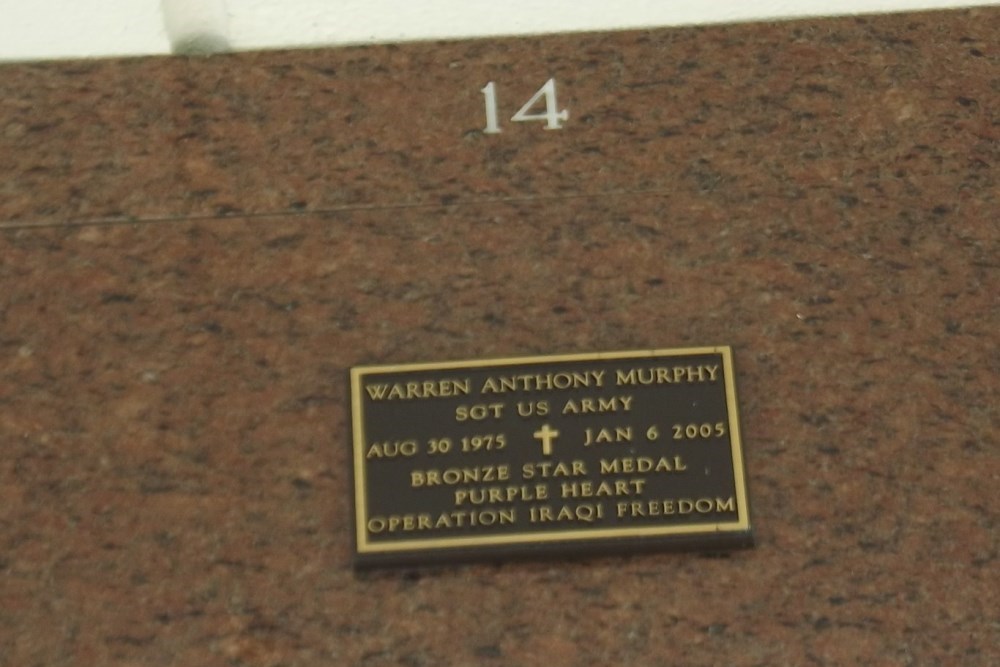 14
WARREN ANTHONY MURPHY
SGT US ARMY
AUG 30 1975 JAN 6 2005
BRONZE STAR MEDAL
PURPLE HEART
OPERATION IRAQI FREEDOM